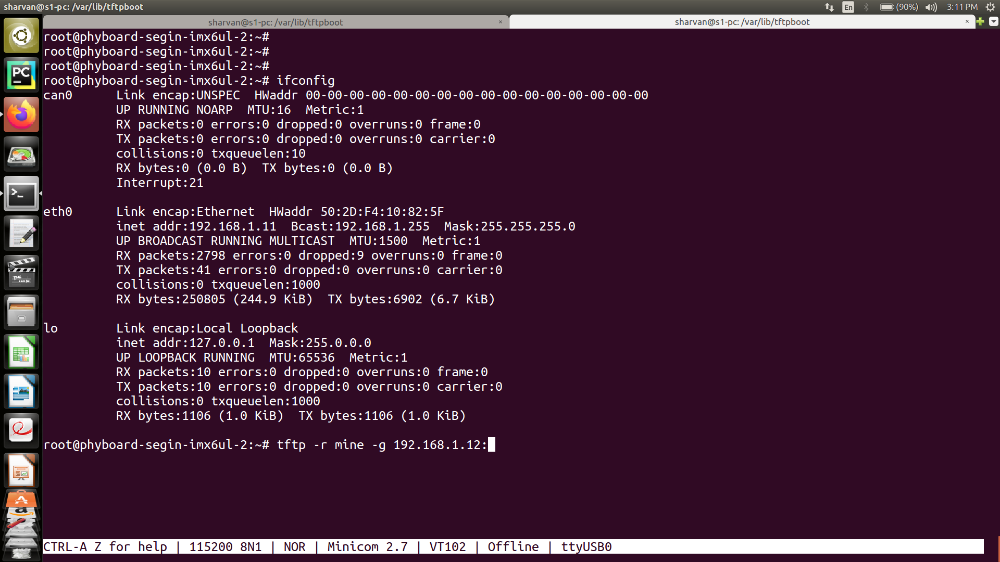 sharvan@s1-pc: /var/lib/tftpboot
En
(90%)
3:11 PM
sharvan@s1-pc: /var/lib/tftpboot ×
sharvan@s1-pc: /var/lib/tftpboot ×
root@phyboard-segin-imx6ul-2:~#
root@phyboard-segin-imx6ul-2:~#
root@phyboard-segin-imx6ul-2:~#
root@phyboard-segin-imx6ul-2:~# ifconfig
can0      Link encap:UNSPEC  HWaddr 00-00-00-00-00-00-00-00-00-00-00-00-00-00-00-00
          UP RUNNING NOARP  MTU:16  Metric:1
          RX packets:0 errors:0 dropped:0 overruns:0 frame:0
          TX packets:0 errors:0 dropped:0 overruns:0 carrier:0
          collisions:0 txqueuelen:10
          RX bytes:0 (0.0 B)  TX bytes:0 (0.0 B)
          Interrupt:21
eth0      Link encap:Ethernet  HWaddr 50:2D:F4:10:82:5F
          inet addr:192.168.1.11  Bcast:192.168.1.255  Mask:255.255.255.0
          UP BROADCAST RUNNING MULTICAST  MTU:1500  Metric:1
          RX packets:2798 errors:0 dropped:9 overruns:0 frame:0
          TX packets:41 errors:0 dropped:0 overruns:0 carrier:0
          collisions:0 txqueuelen:1000
          RX bytes:250805 (244.9 KiB)  TX bytes:6902 (6.7 KiB)
lo        Link encap:Local Loopback
          inet addr:127.0.0.1  Mask:255.0.0.0
          UP LOOPBACK RUNNING  MTU:65536  Metric:1
          RX packets:10 errors:0 dropped:0 overruns:0 frame:0
          TX packets:10 errors:0 dropped:0 overruns:0 carrier:0
          collisions:0 txqueuelen:1000
          RX bytes:1106 (1.0 KiB)  TX bytes:1106 (1.0 KiB)
root@phyboard-segin-imx6ul-2:~# tftp -r mine -g 192.168.1.12:
CTRL-A Z for help | 115200 8N1 | NOR | Minicom 2.7 | VT102 | Offline | ttyUSB0
PC
>_
A
a